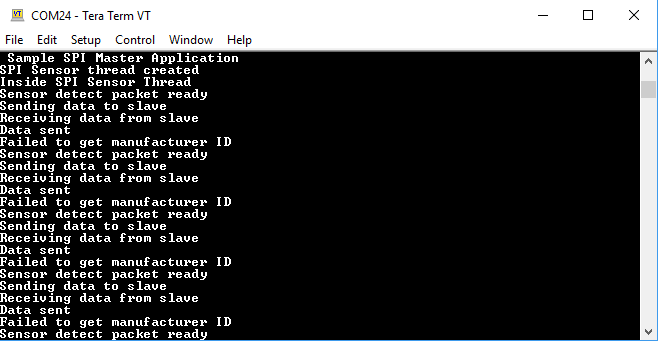 COM24 - Tera Term VT
File Edit Setup Control Window Help
Sample SPI Master Application
SPI Sensor thread created
Inside SPI Sensor Thread
Sensor detect packet ready
Sending data to slave
Receiving data from slave
Data sent
Failed to get manufacturer ID
Sensor detect packet ready
Sending data to slave
Receiving data from slave
Data sent
Failed to get manufacturer ID
Sensor detect packet ready
Sending data to slave
Receiving data from slave
Data sent
Failed to get manufacturer ID
Sensor detect packet ready
Sending data to slave
Receiving data from slave
Data sent
Failed to get manufacturer ID
Sensor detect packet ready